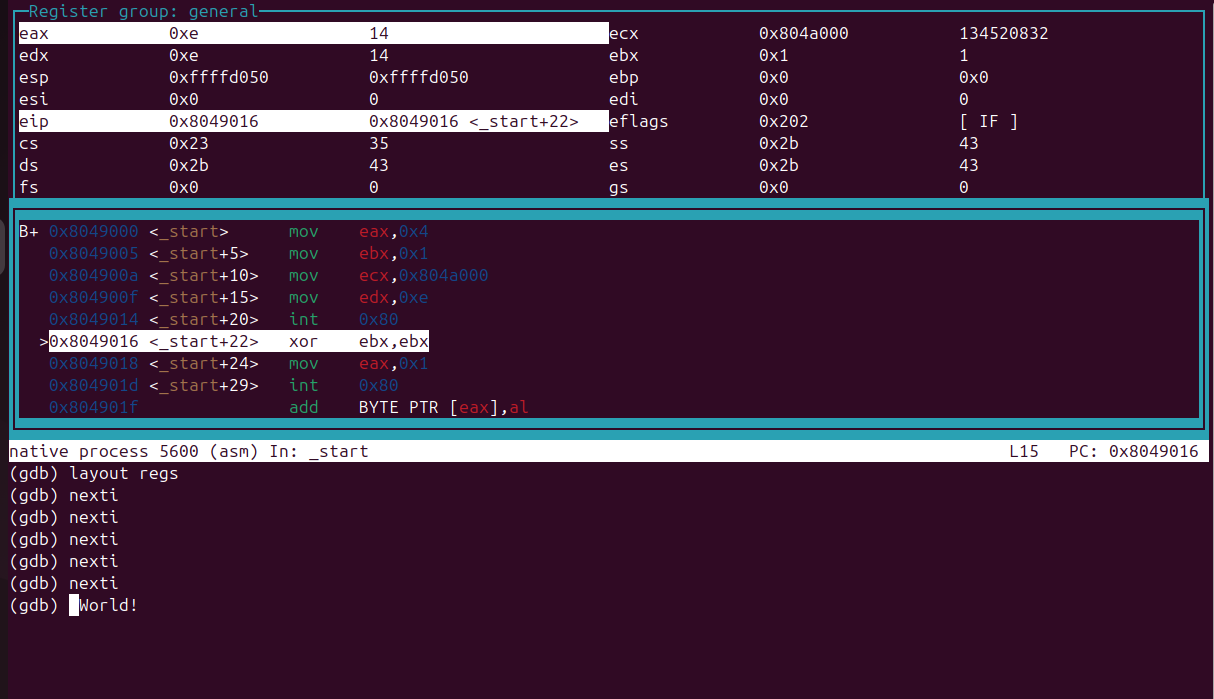 Register group: general
eax 0xe 14 ecx 0x804a000 134520832
edx 0xe 14 ebx 0x1 1
esp 0xffffd050 0xffffd050 ebp 0x0 0x0
esi 0x0 0 edi 0x0 0
eip 0x8049016 0x8049016 <_start+22> eflags 0x202 [ IF ]
cs 0x23 35 ss 0x2b 43
ds 0x2b 43 es 0x2b 43
fs 0x0 0 gs 0x0 0
B+ 0x8049000 <_start> mov eax,0x4
0x8049005 <_start+5> mov ebx,0x1
0x804900a <_start+10> mov ecx,0x804a000
0x804900f <_start+15> mov edx,0xe
0x8049014 <_start+20> int 0x80
>0x8049016 <_start+22> xor ebx,ebx
0x8049018 <_start+24> mov eax,0x1
0x804901d <_start+29> int 0x80
0x804901f add BYTE PTR [eax],al
native process 5600 (asm) In: _start L15 PC: 0x8049016
(gdb) layout regs
(gdb) nexti
(gdb) nexti
(gdb) nexti
(gdb) nexti
(gdb) nexti
(gdb) World!